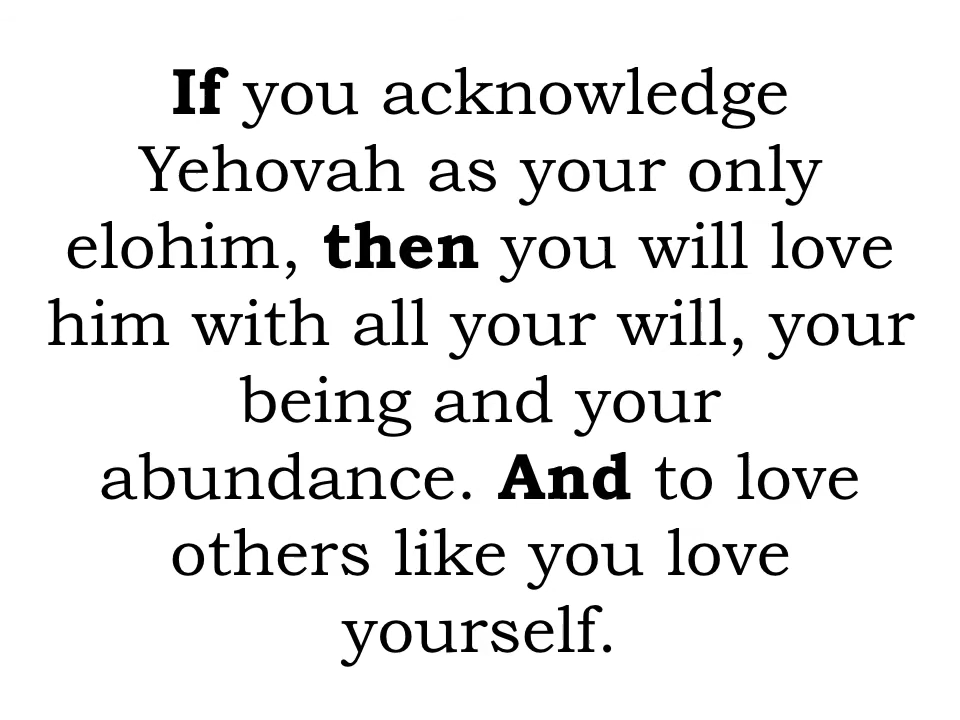 If you acknowledge
Yehovah as your only
elohim, then you will love
him with all your will, your
being and your
abundance. And to love
others like you love
yourself.